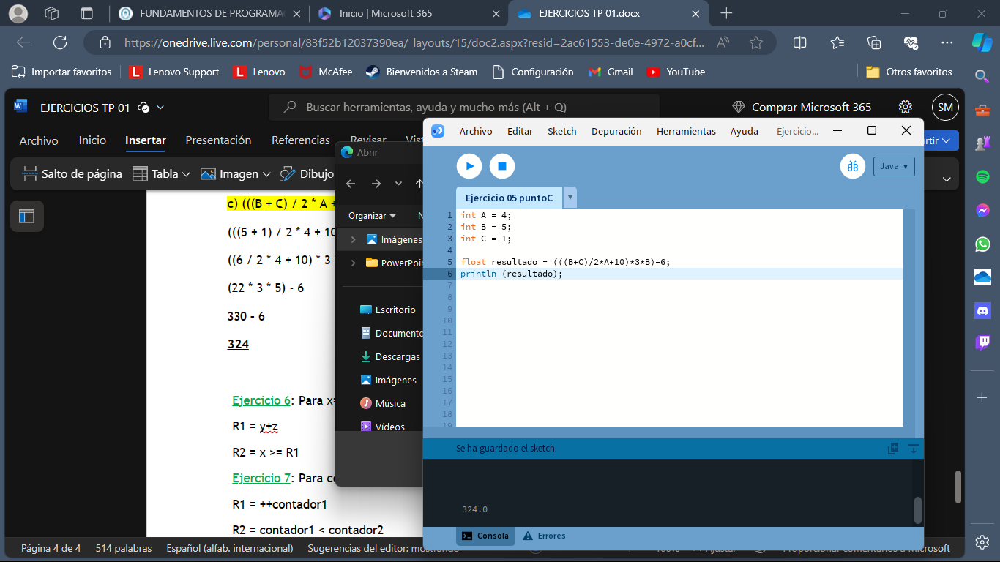 FUNDAMENTOS DE PROGRAMA
Inicio | Microsoft 365
EJERCICIOS TP 01.docx
https://onedrive.live.com/personal/83f52b12037390ea/_layouts/15/doc2.aspx?resid=2ac61553-de0e-4972-a0cf...
Importar favoritos
Lenovo Support
Lenovo
McAfee
Bienvenidos a Steam
Configuración
Gmail
YouTube
Otros favoritos
EJERCICIOS TP 01
Buscar herramientas, ayuda y mucho más (Alt + Q)
Comprar Microsoft 365
SM
Archivo
Inicio
Insertar
Presentación
Referencias
Revisar
Salto de página
Tabla
Imagen
Dibujo
c) (((B + C) / 2 * A +
(((5 + 1) / 2 * 4 + 10
((6 / 2 * 4 + 10) * 3
(22 * 3 * 5) - 6
330 - 6
324
Ejercicio 6: Para x=
R1 = y+z
R2 = x >= R1
Ejercicio 7: Para co
R1 = ++contador1
R2 = contador1 < contador2
Página 4 de 4
514 palabras
Español (alfab. internacional)
Sugerencias del editor: mostrando
Abrir
Organizar
Imágenes
PowerPoin
Escritorio
Documento
Descargas
Imágenes
Música
Vídeos
Archivo
Editar
Sketch
Depuración
Herramientas
Ayuda
Ejercicio...
Java
Ejercicio 05 puntoC
1 int A = 4;
2 int B = 5;
3 int C = 1;
4
5 float resultado = (((B+C)/2*A+10)*3*B)-6;
6 println (resultado);
7
8
9
10
11
12
13
14
15
16
17
18
19
Se ha guardado el sketch.
324.0
Consola
Errores